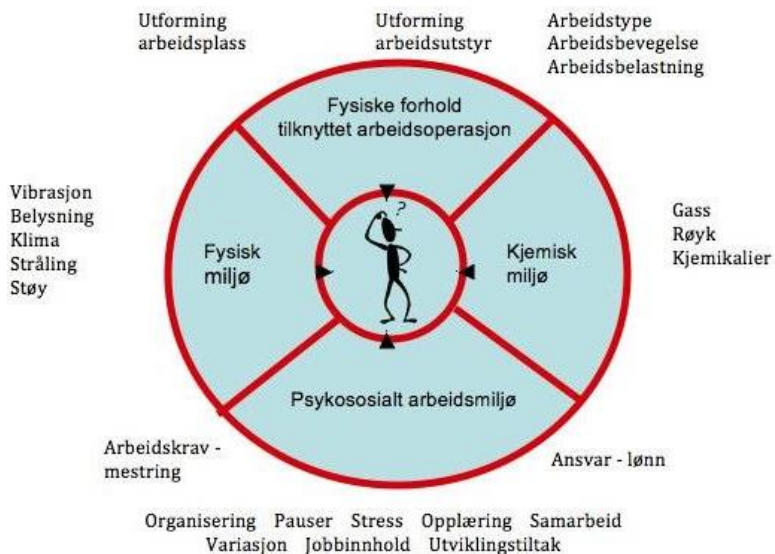 Utforming
arbeidsplass
Utforming
arbeidsutstyr
Arbeidstype
Arbeidsbevegelse
Arbeidsbelastning
Fysiske forhold
tilknyttet arbeidsoperasjon
Vibrasjon
Belysning
Klima
Stråling
Støy
Fysisk
miljø
?
Kjemisk
miljø
Gass
Røyk
Kjemikalier
Psykososialt arbeidsmiljø
Arbeidskrav -
mestring
Ansvar - lønn
Organisering Pauser Stress Opplæring Samarbeid
Variasjon Jobbinnhold Utviklingstiltak